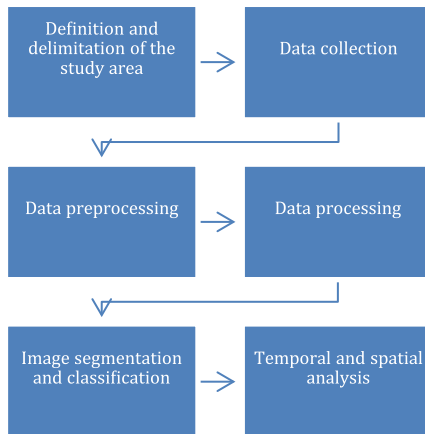 Definition and
delimitation of the
study area
Data collection
Data preprocessing
Data processing
Image segmentation
and classification
Temporal and spatial
analysis